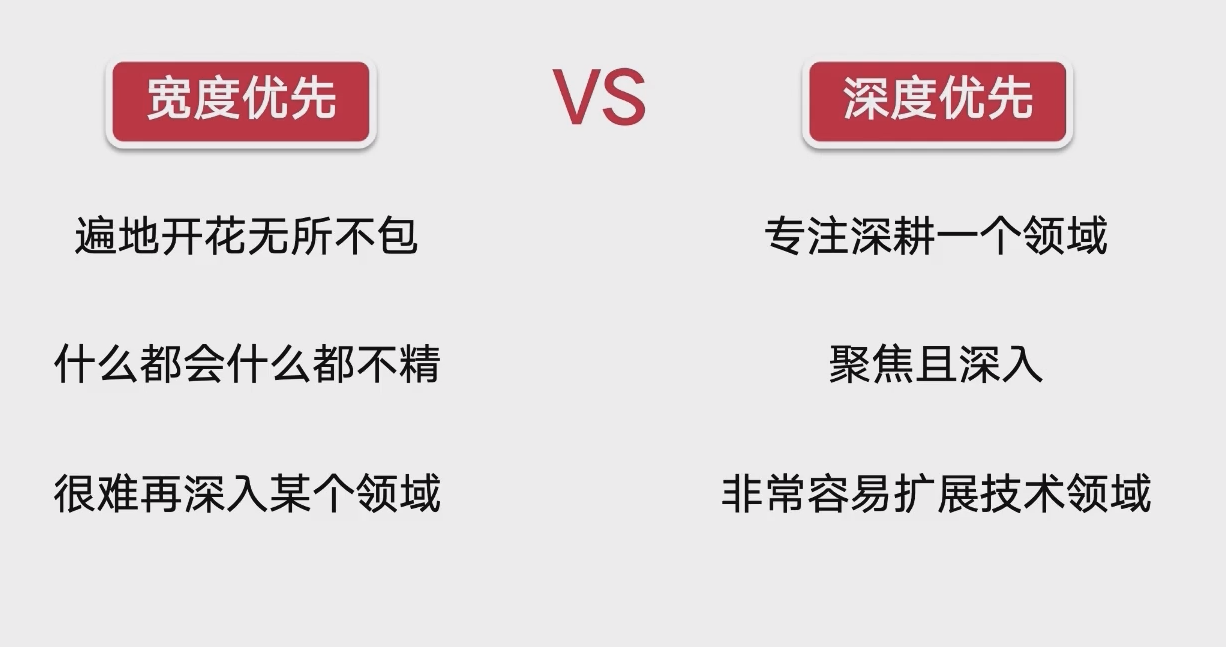 宽度优先
VS
深度优先
遍地开花无所不包
专注深耕一个领域
什么都会什么都不精
聚焦且深入
很难再深入某个领域
非常容易扩展技术领域